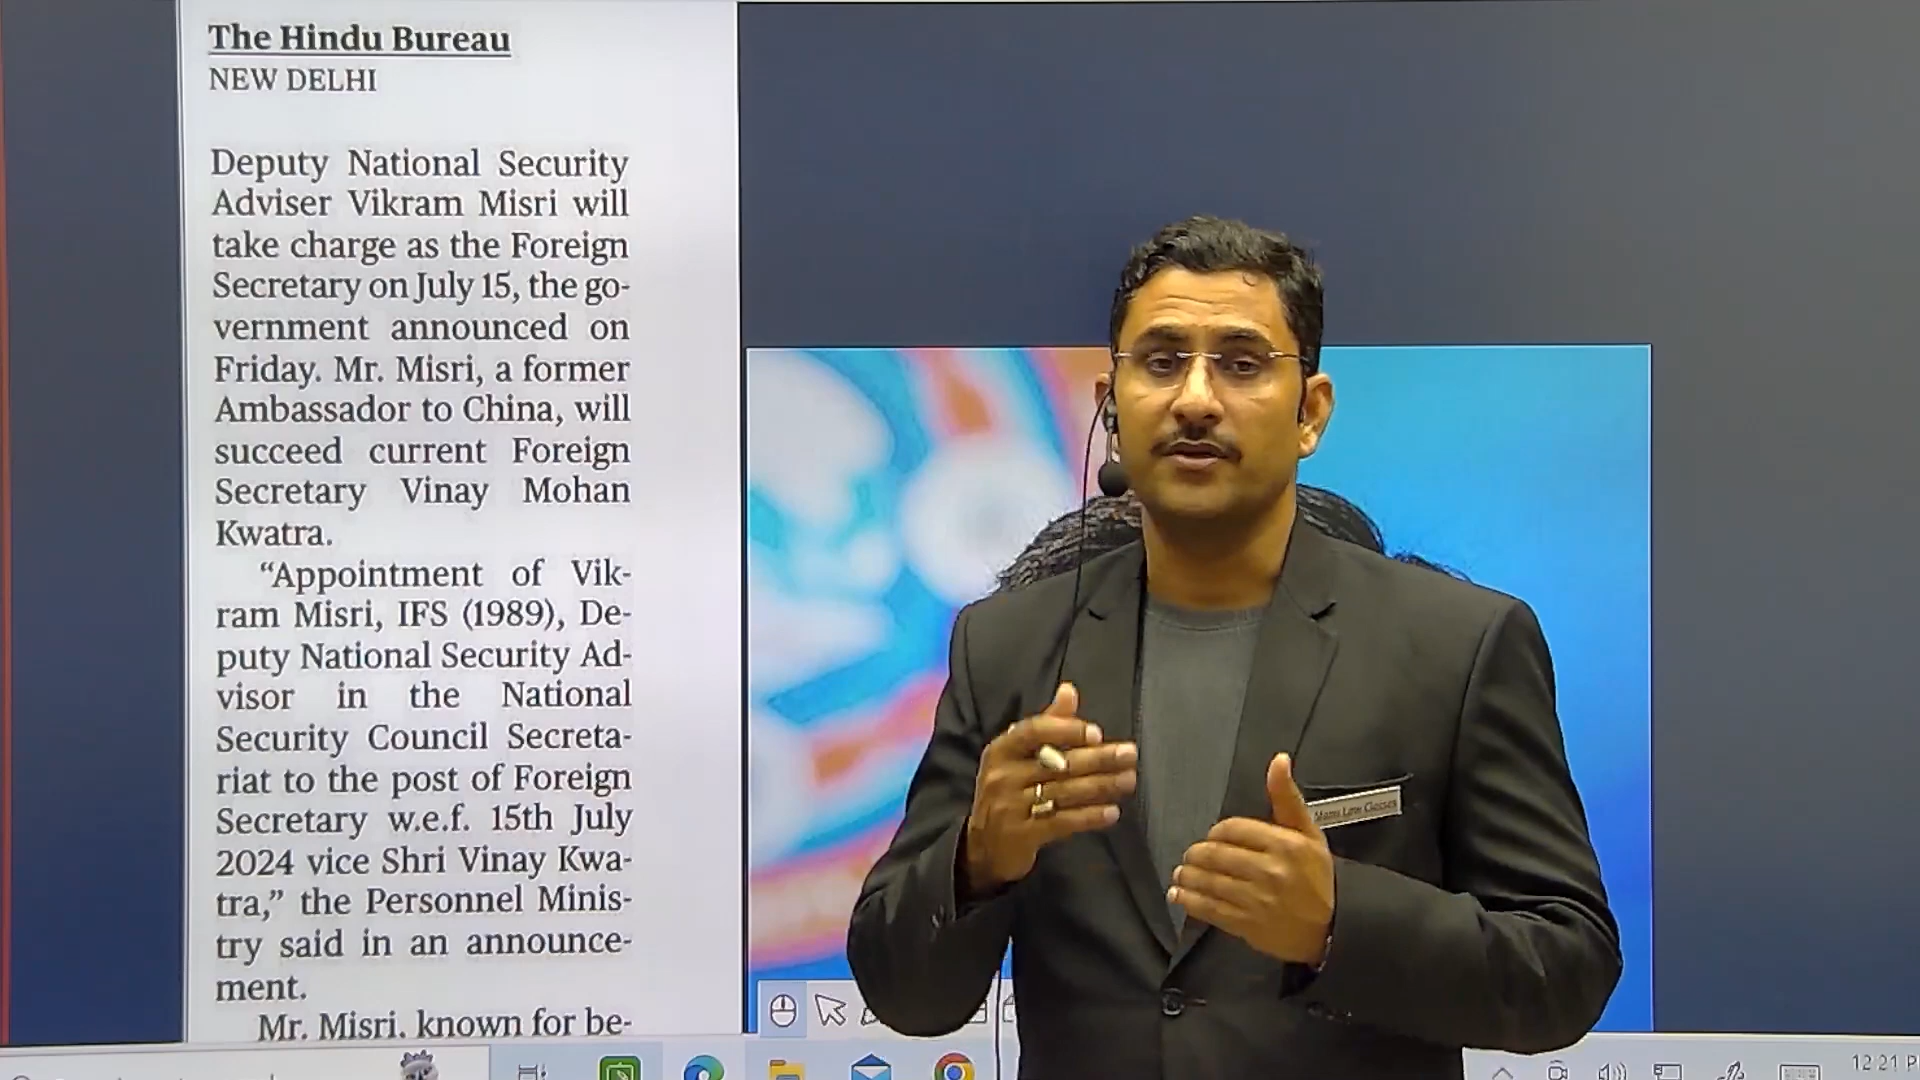 The Hindu Bureau
NEW DELHI
Deputy National Security
Adviser Vikram Misri will
take charge as the Foreign
Secretary on July 15, the go-
vernment announced on
Friday. Mr. Misri, a former
Ambassador to China, will
succeed current Foreign
Secretary Vinay Mohan
Kwatra.
“Appointment of Vik-
ram Misri, IFS (1989), De-
puty National Security Ad-
visor in the National
Security Council Secreta-
riat to the post of Foreign
Secretary w.e.f. 15th July
2024 vice Shri Vinay Kwa-
tra,” the Personnel Minis-
try said in an announce-
ment.
Mr. Misri, known for be-
Law Classes
12:21 P